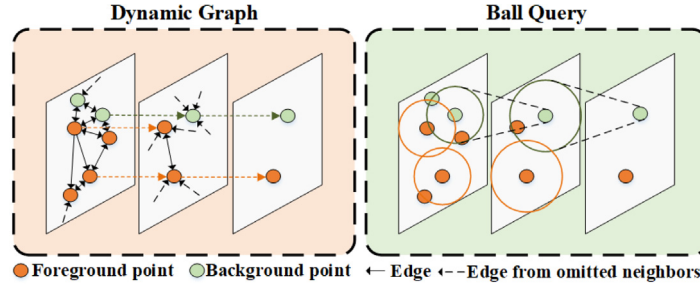 Dynamic Graph
Ball Query
Foreground point
Background point
Edge
Edge from omitted neighbors